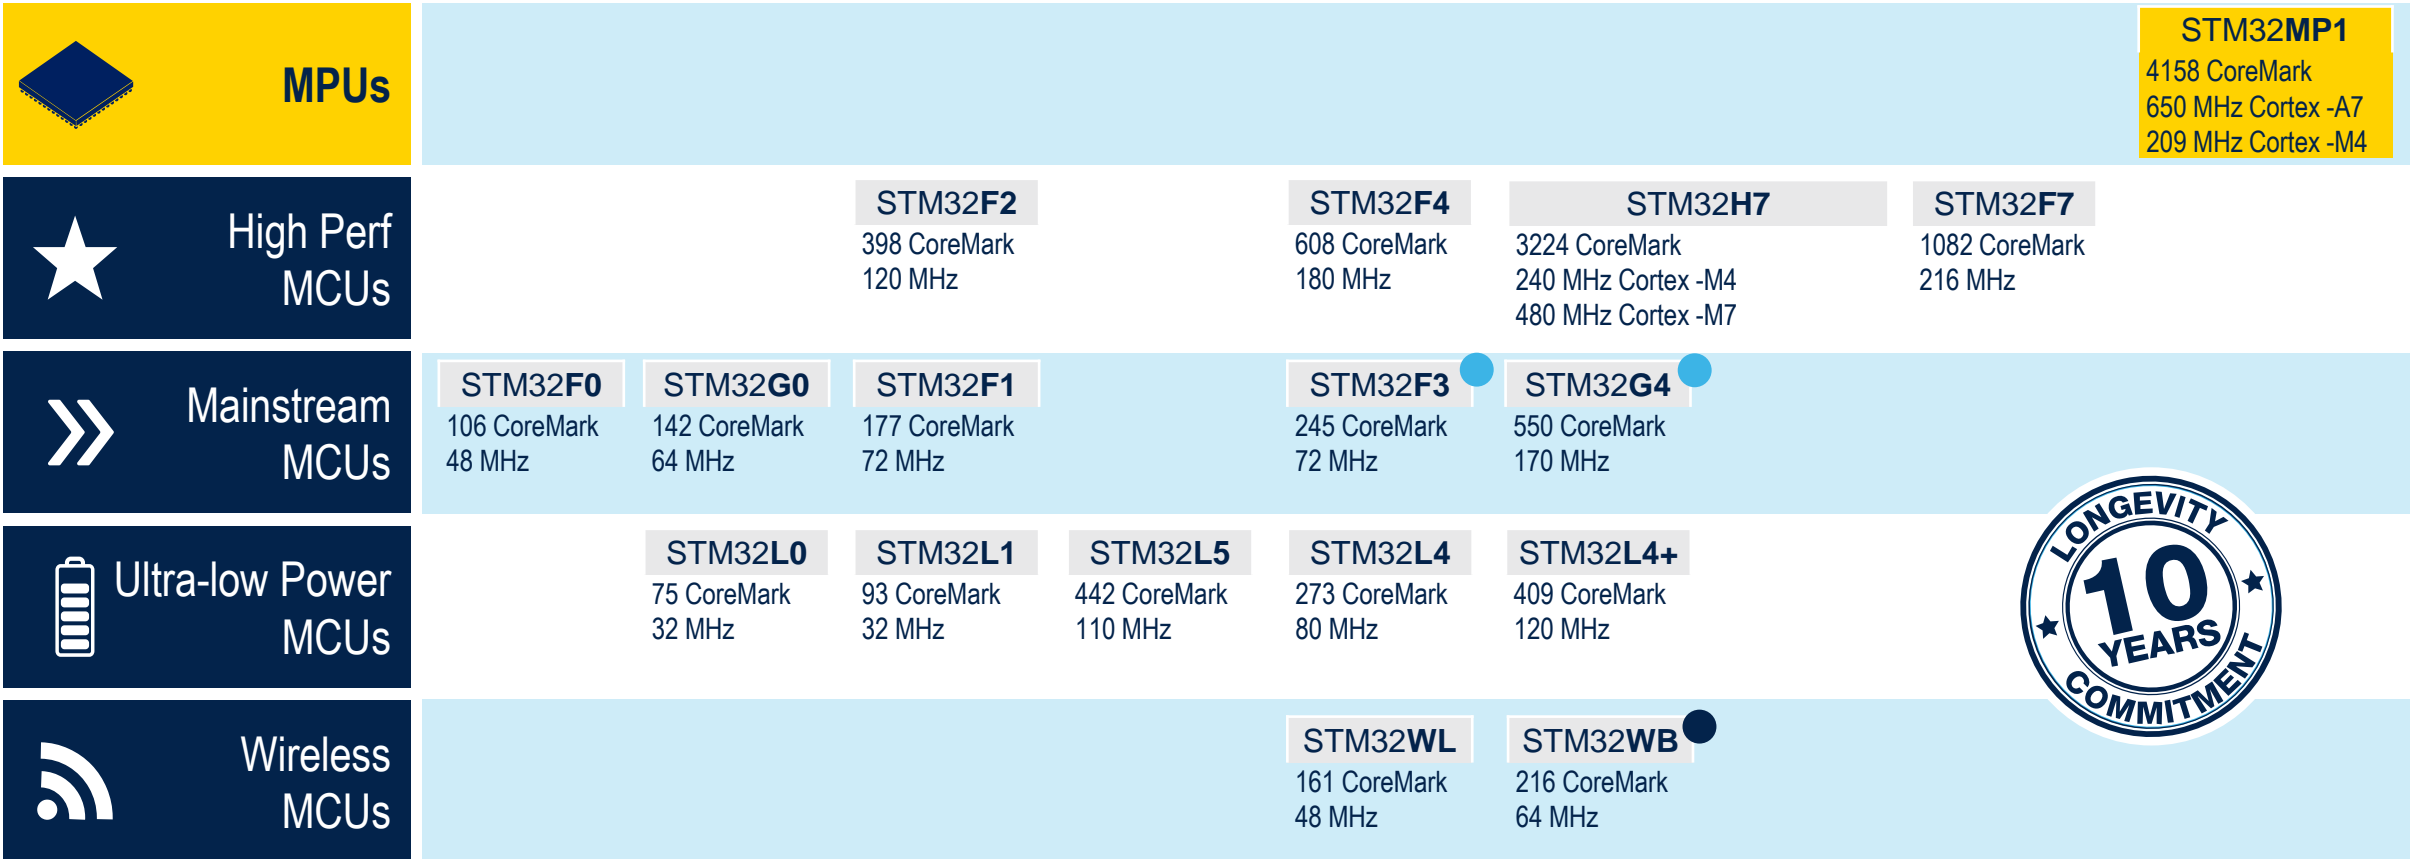 MPUs
STM32MP1
4158 CoreMark
650 MHz Cortex -A7
209 MHz Cortex -M4
High Perf
MCUs
STM32F2
398 CoreMark
120 MHz
STM32F4
608 CoreMark
180 MHz
STM32H7
3224 CoreMark
240 MHz Cortex -M4
480 MHz Cortex -M7
STM32F7
1082 CoreMark
216 MHz
Mainstream
MCUs
STM32F0
106 CoreMark
48 MHz
STM32G0
142 CoreMark
64 MHz
STM32F1
177 CoreMark
72 MHz
STM32F3
245 CoreMark
72 MHz
STM32G4
550 CoreMark
170 MHz
Ultra-low Power
MCUs
STM32L0
75 CoreMark
32 MHz
STM32L1
93 CoreMark
32 MHz
STM32L5
442 CoreMark
110 MHz
STM32L4
273 CoreMark
80 MHz
STM32L4+
409 CoreMark
120 MHz
LONGEVITY
10
YEARS
COMMITMENT
Wireless
MCUs
STM32WL
161 CoreMark
48 MHz
STM32WB
216 CoreMark
64 MHz